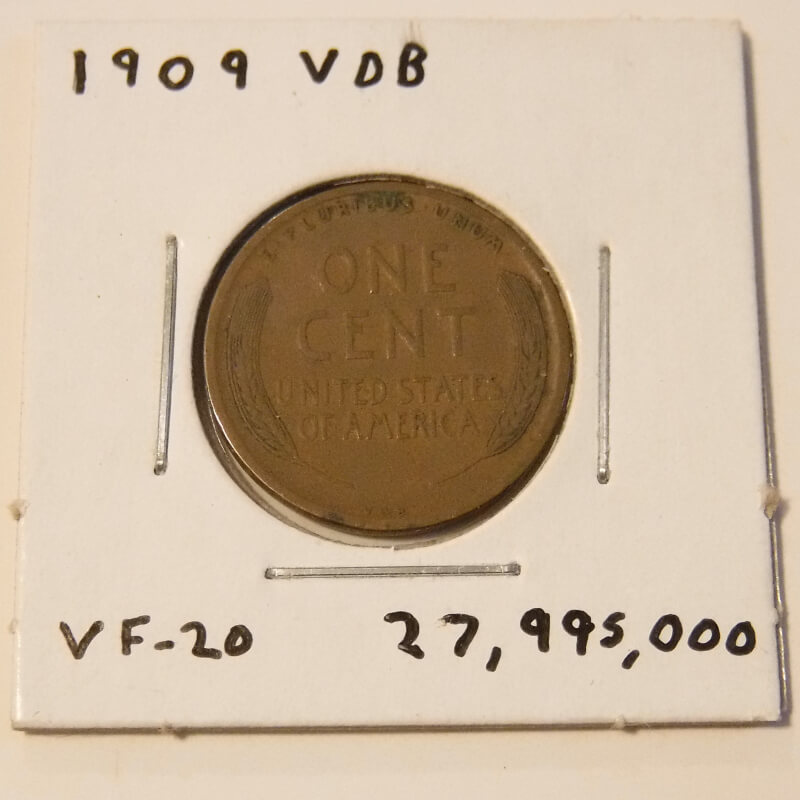 1909 VDB
E·PLURIBUS·UNUM
ONE
CENT
UNITED STATES
OF AMERICA
V.D.B.
VF-20 27,995,000